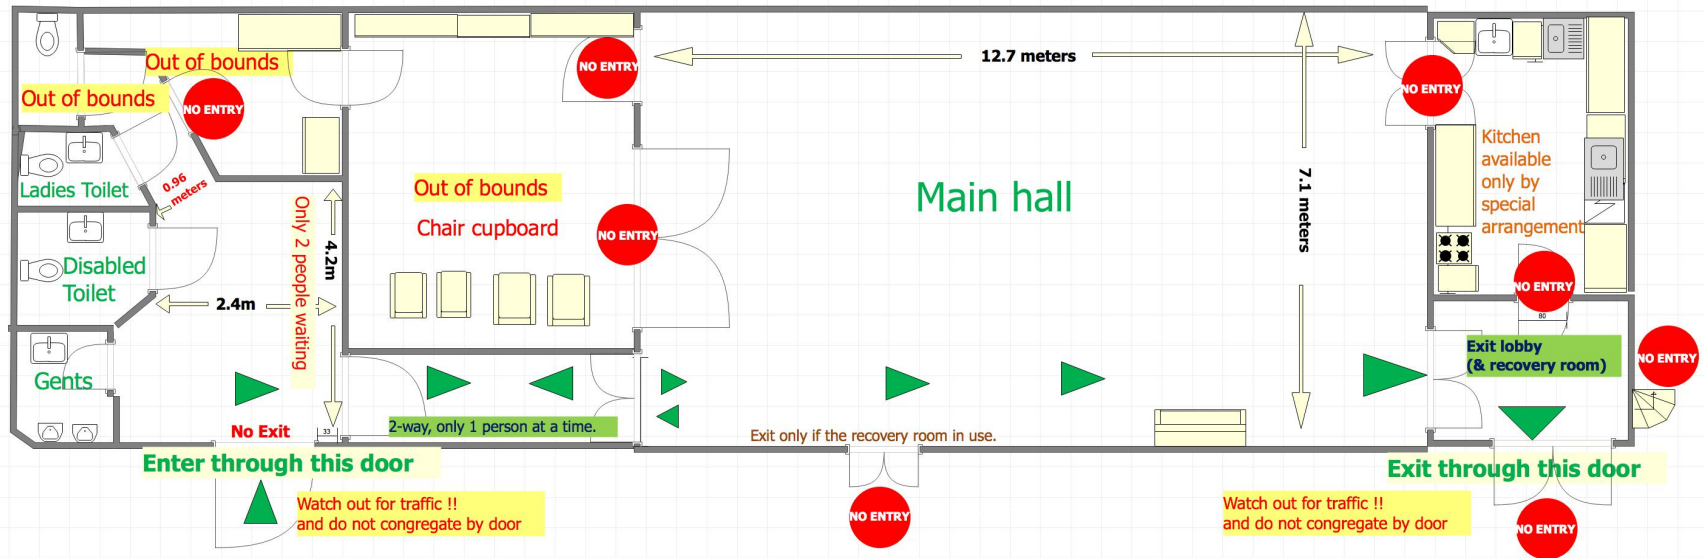 Out of bounds
Out of bounds
NO ENTRY
Ladies Toilet
0.96
meters
Disabled
Toilet
Gents
2.4m
4.2m
Only 2 people waiting
No Exit
33
Enter through this door
Watch out for traffic !!
and do not congregate by door
Out of bounds
Chair cupboard
NO ENTRY
NO ENTRY
2-way, only 1 person at a time.
12.7 meters
Main hall
7.1 meters
Exit only if the recovery room in use.
NO ENTRY
NO ENTRY
Kitchen
available
only by
special
arrangement
NO ENTRY
80
Exit lobby
(& recovery room)
NO ENTRY
Exit through this door
Watch out for traffic !!
and do not congregate by door
NO ENTRY